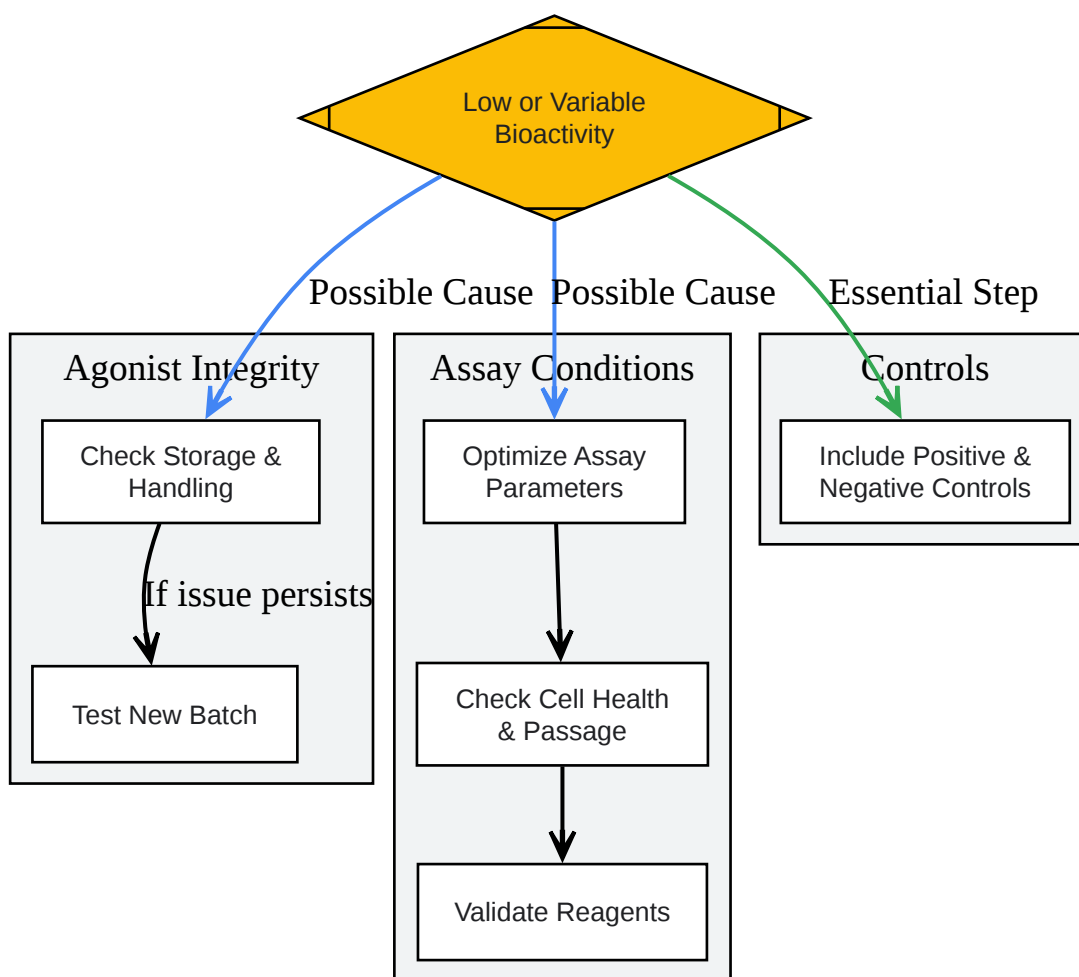 Low or Variable
Bioactivity
Possible Cause
Possible Cause
Essential Step
Agonist Integrity
Assay Conditions
Controls
Check Storage &
Handling
Optimize Assay
Parameters
Include Positive &
Negative Controls
If issue persists
Test New Batch
Check Cell Health
& Passage
Validate Reagents